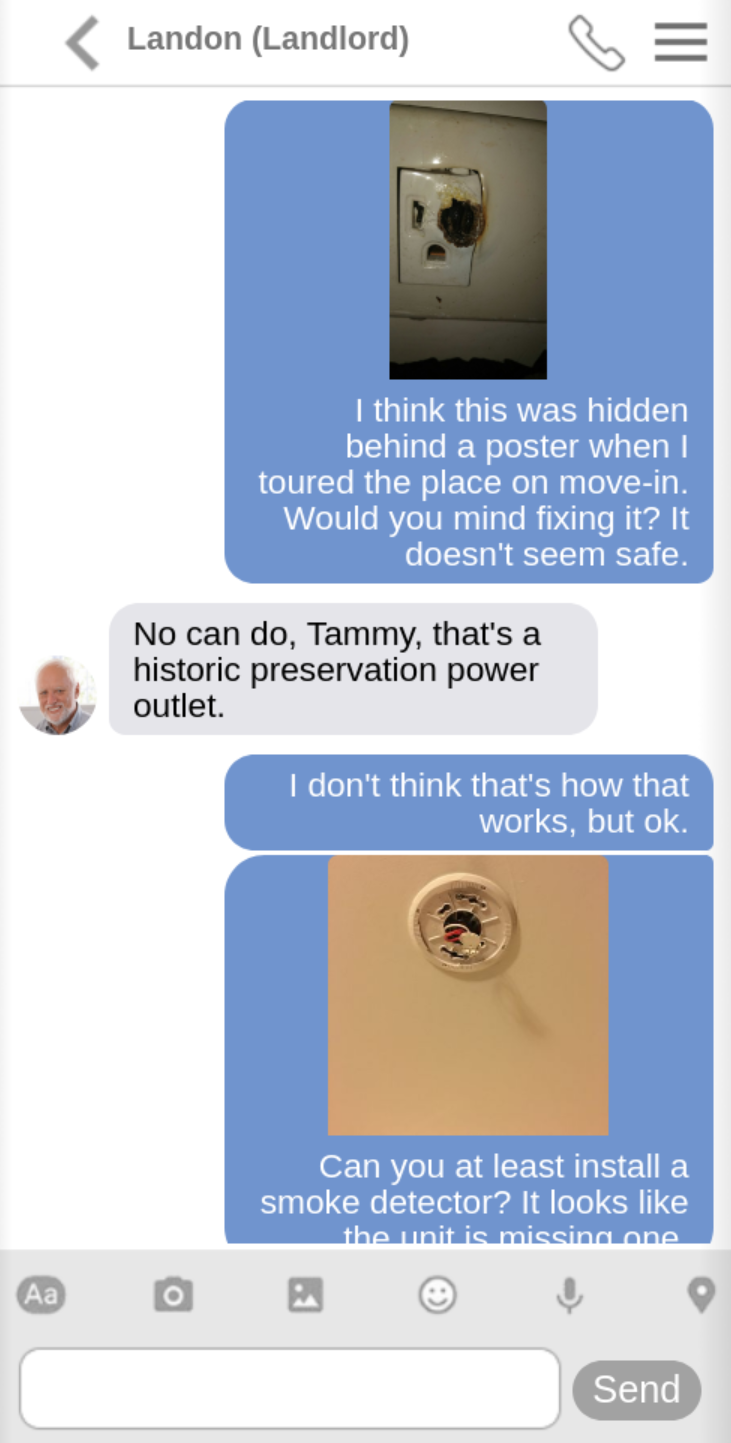 Landon (Landlord)
I think this was hidden
behind a poster when I
toured the place on move-in.
Would you mind fixing it? It
doesn't seem safe.
No can do, Tammy, that's a
historic preservation power
outlet.
I don't think that's how that
works, but ok.
Can you at least install a
smoke detector? It looks like
the unit is missing one.
Aa
Send